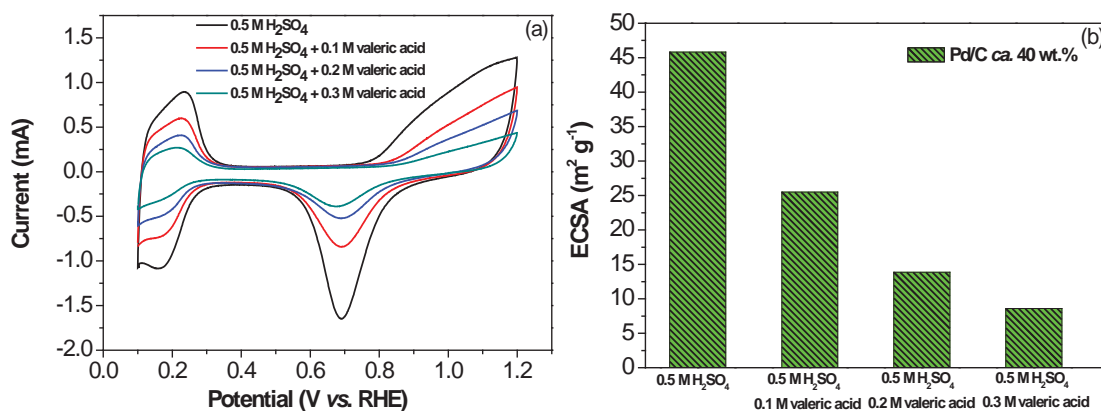 (a)
0.5 M H₂SO₄
0.5 M H₂SO₄ + 0.1 M valeric acid
0.5 M H₂SO₄ + 0.2 M valeric acid
0.5 M H₂SO₄ + 0.3 M valeric acid
1.5
1.0
0.5
0.0
-0.5
-1.0
-1.5
-2.0
Current (mA)
0.0 0.2 0.4 0.6 0.8 1.0 1.2
Potential (V vs. RHE)
(b)
Pd/C ca. 40 wt.%
50
45
40
35
30
25
20
15
10
5
0
ECSA (m² g⁻¹)
0.5 M H₂SO₄ 0.5 M H₂SO₄ 0.5 M H₂SO₄ 0.5 M H₂SO₄
0.1 M valeric acid 0.2 M valeric acid 0.3 M valeric acid